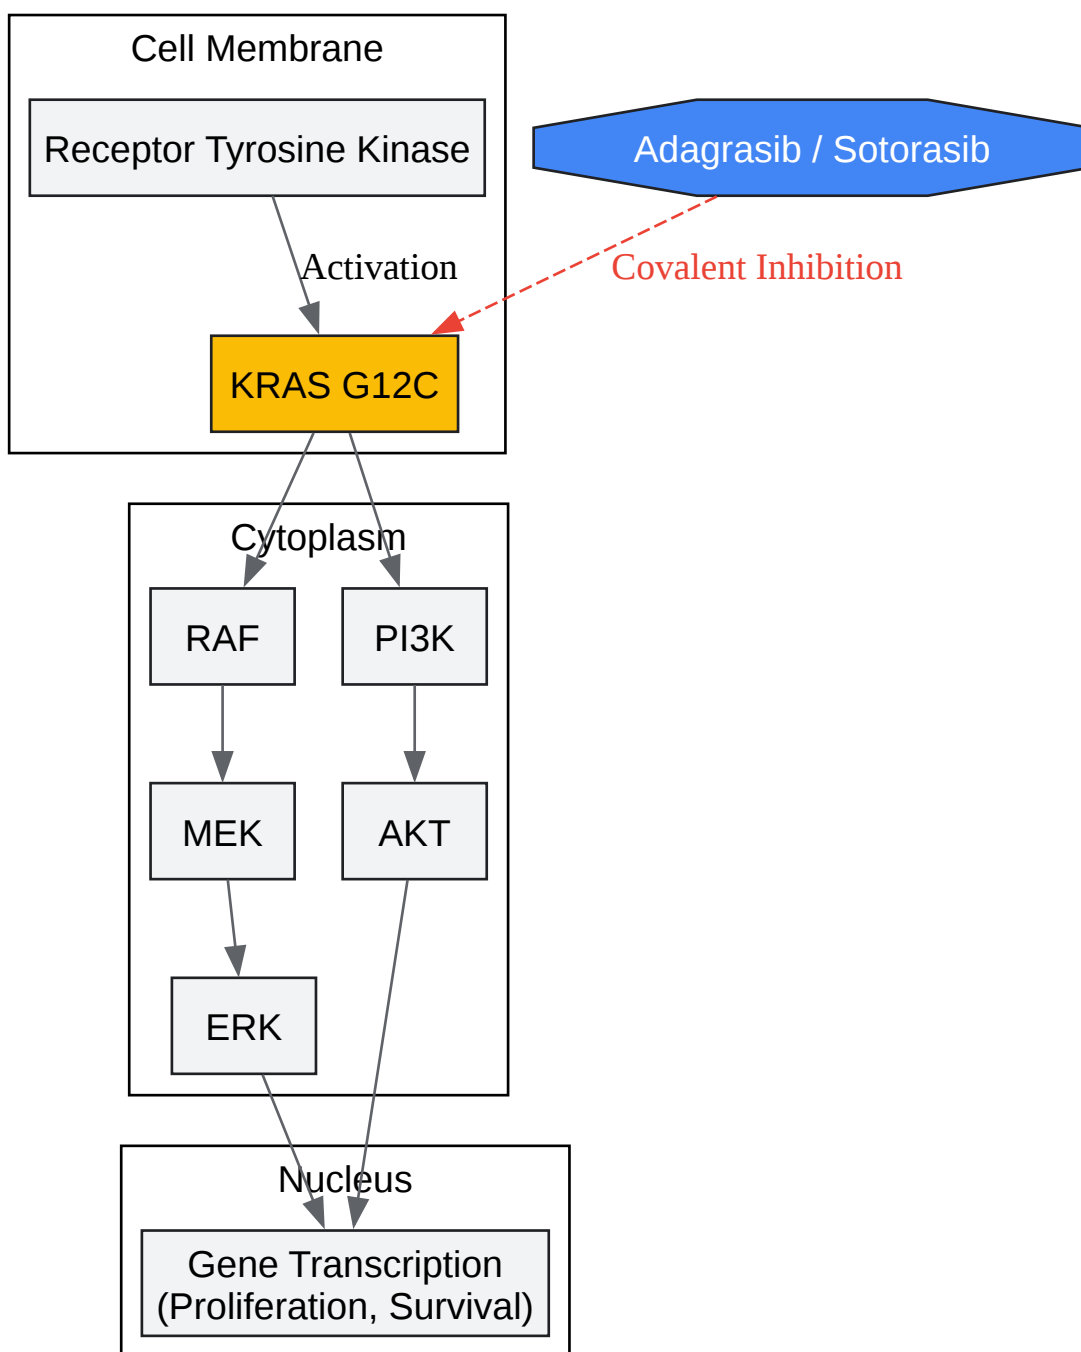 Cell Membrane
Receptor Tyrosine Kinase
Adagrasib / Sotorasib
Activation
Covalent Inhibition
KRAS G12C
Cytoplasm
RAF
PI3K
MEK
AKT
ERK
Nucleus
Gene Transcription
(Proliferation, Survival)